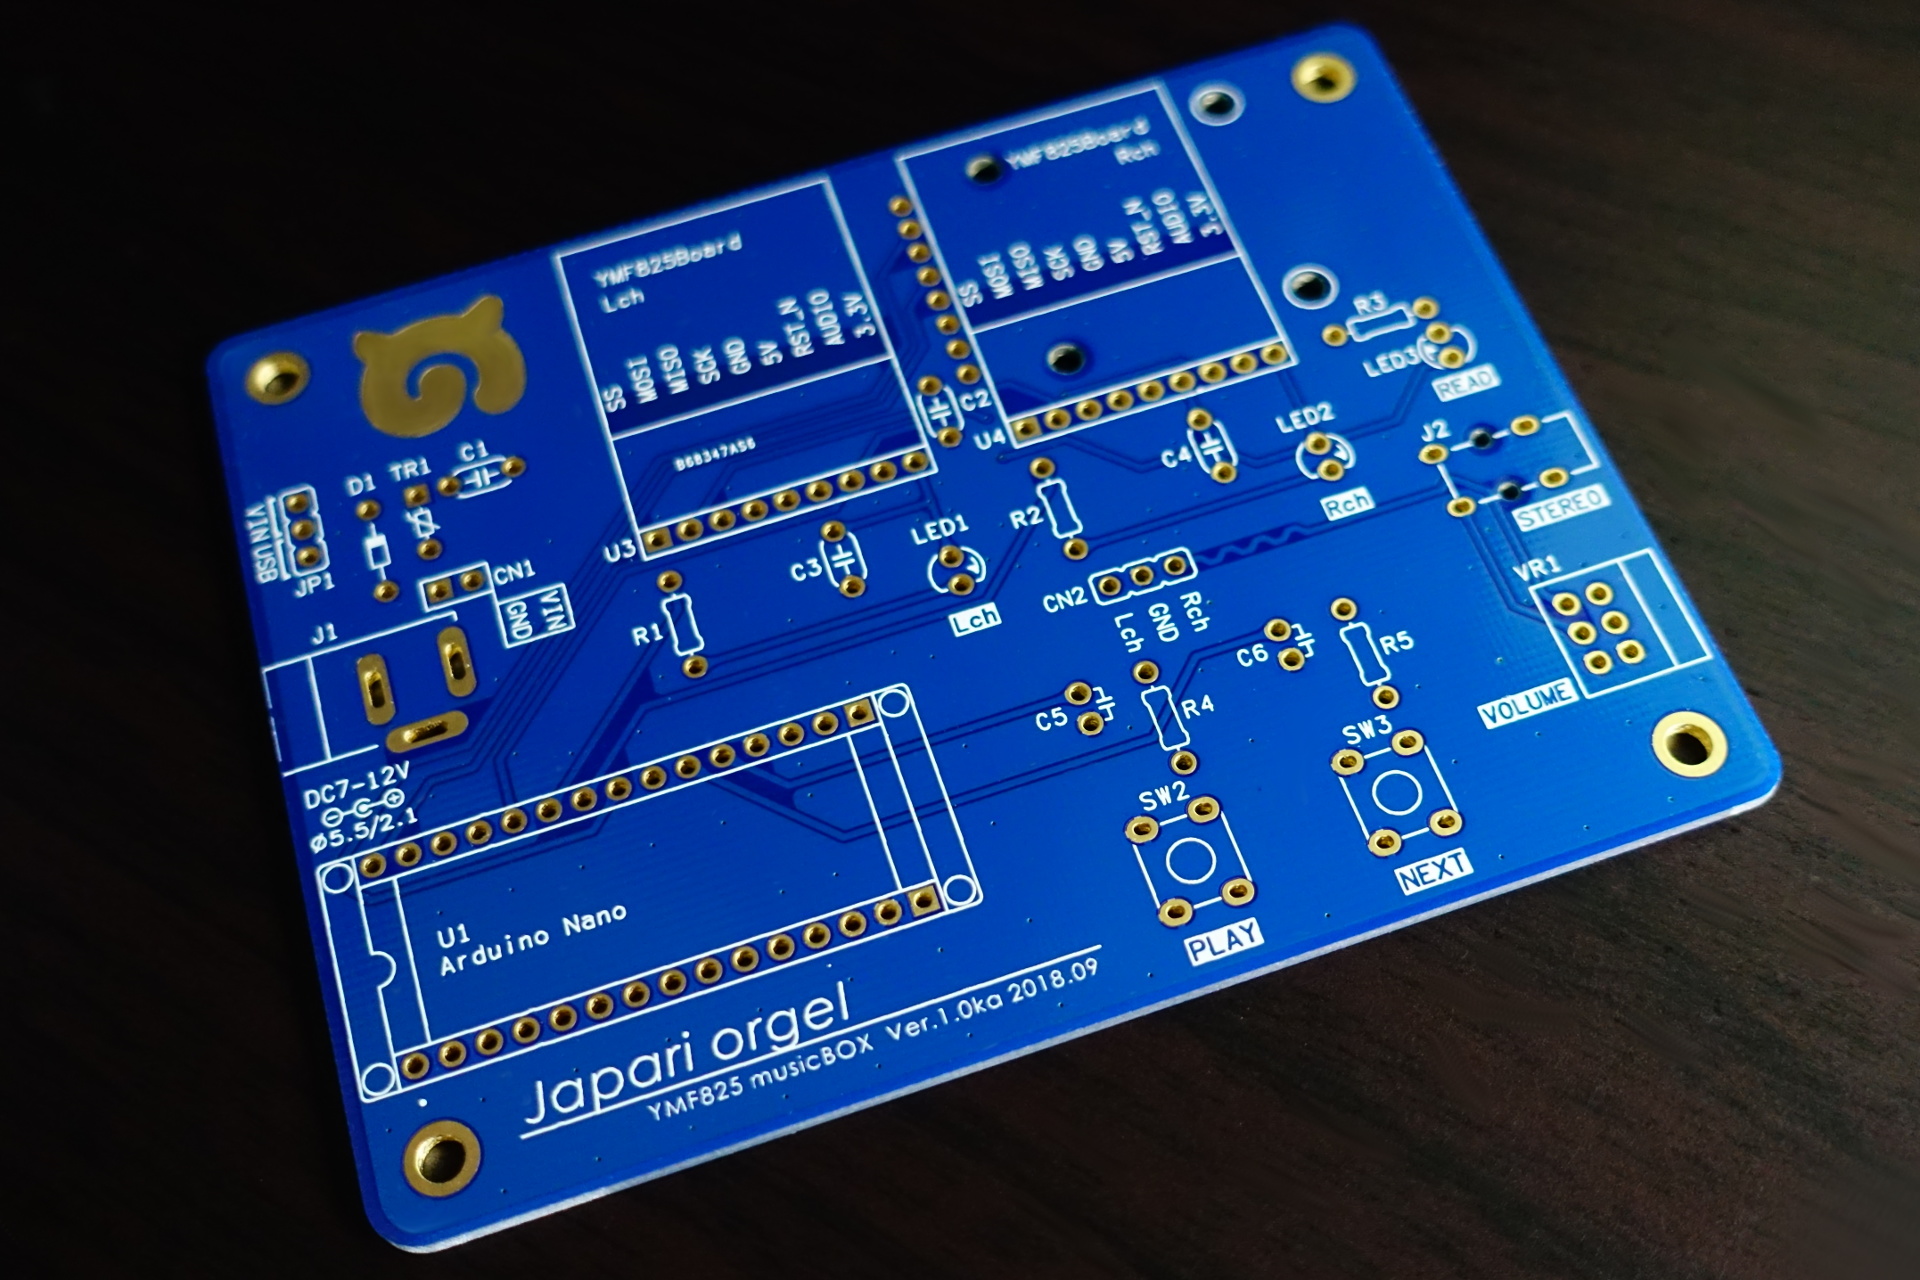 YMF825Board
Rch
SS
MOSI
MISO
SCK
GND
5V
RST_N
AUDIO
3.3V
U4
YMF825Board
Lch
SS
MOSI
MISO
SCK
GND
5V
RST_N
AUDIO
3.3V
B6B347AS6
U3
C2
R3
LED3
READ
C4
LED2
Rch
J2
STEREO
C1
TR1
D1
VIN
USB
JP1
CN1
VIN
GND
J1
DC7-12V
⌀5.5/2.1
R1
C3
LED1
Lch
R2
CN2
Lch
GND
Rch
VR1
VOLUME
C5
R4
C6
R5
SW2
PLAY
SW3
NEXT
U1
Arduino Nano
Japari orgel
YMF825 musicBOX Ver.1.0ka 2018.09